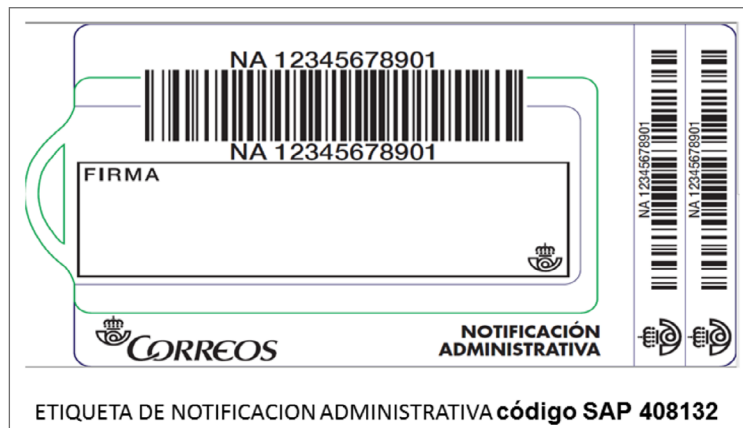 NA 12345678901
NA 12345678901
FIRMA
CORREOS
NOTIFICACIÓN
ADMINISTRATIVA
NA 12345678901
NA 12345678901
ETIQUETA DE NOTIFICACION ADMINISTRATIVA código SAP 408132